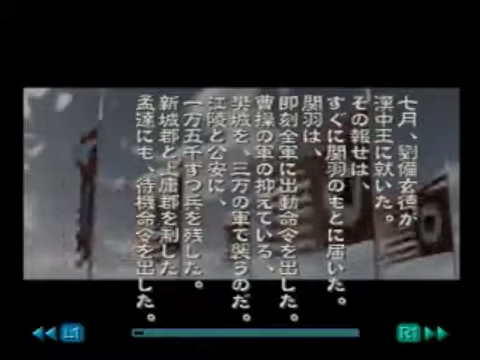 七月、劉備玄徳が
漢中王に就いた。
その報せは、
すぐに関羽のもとに届いた。
関羽は、
即刻全軍に出動命令を出した。
曹操の軍の抑えている、
樊城を、三万の軍で襲うのだ。
江陵と公安に、
一万五千ずつ兵を残した。
新城郡と上庸郡を制した
孟達にも、待機命令を出した。
L1
R1